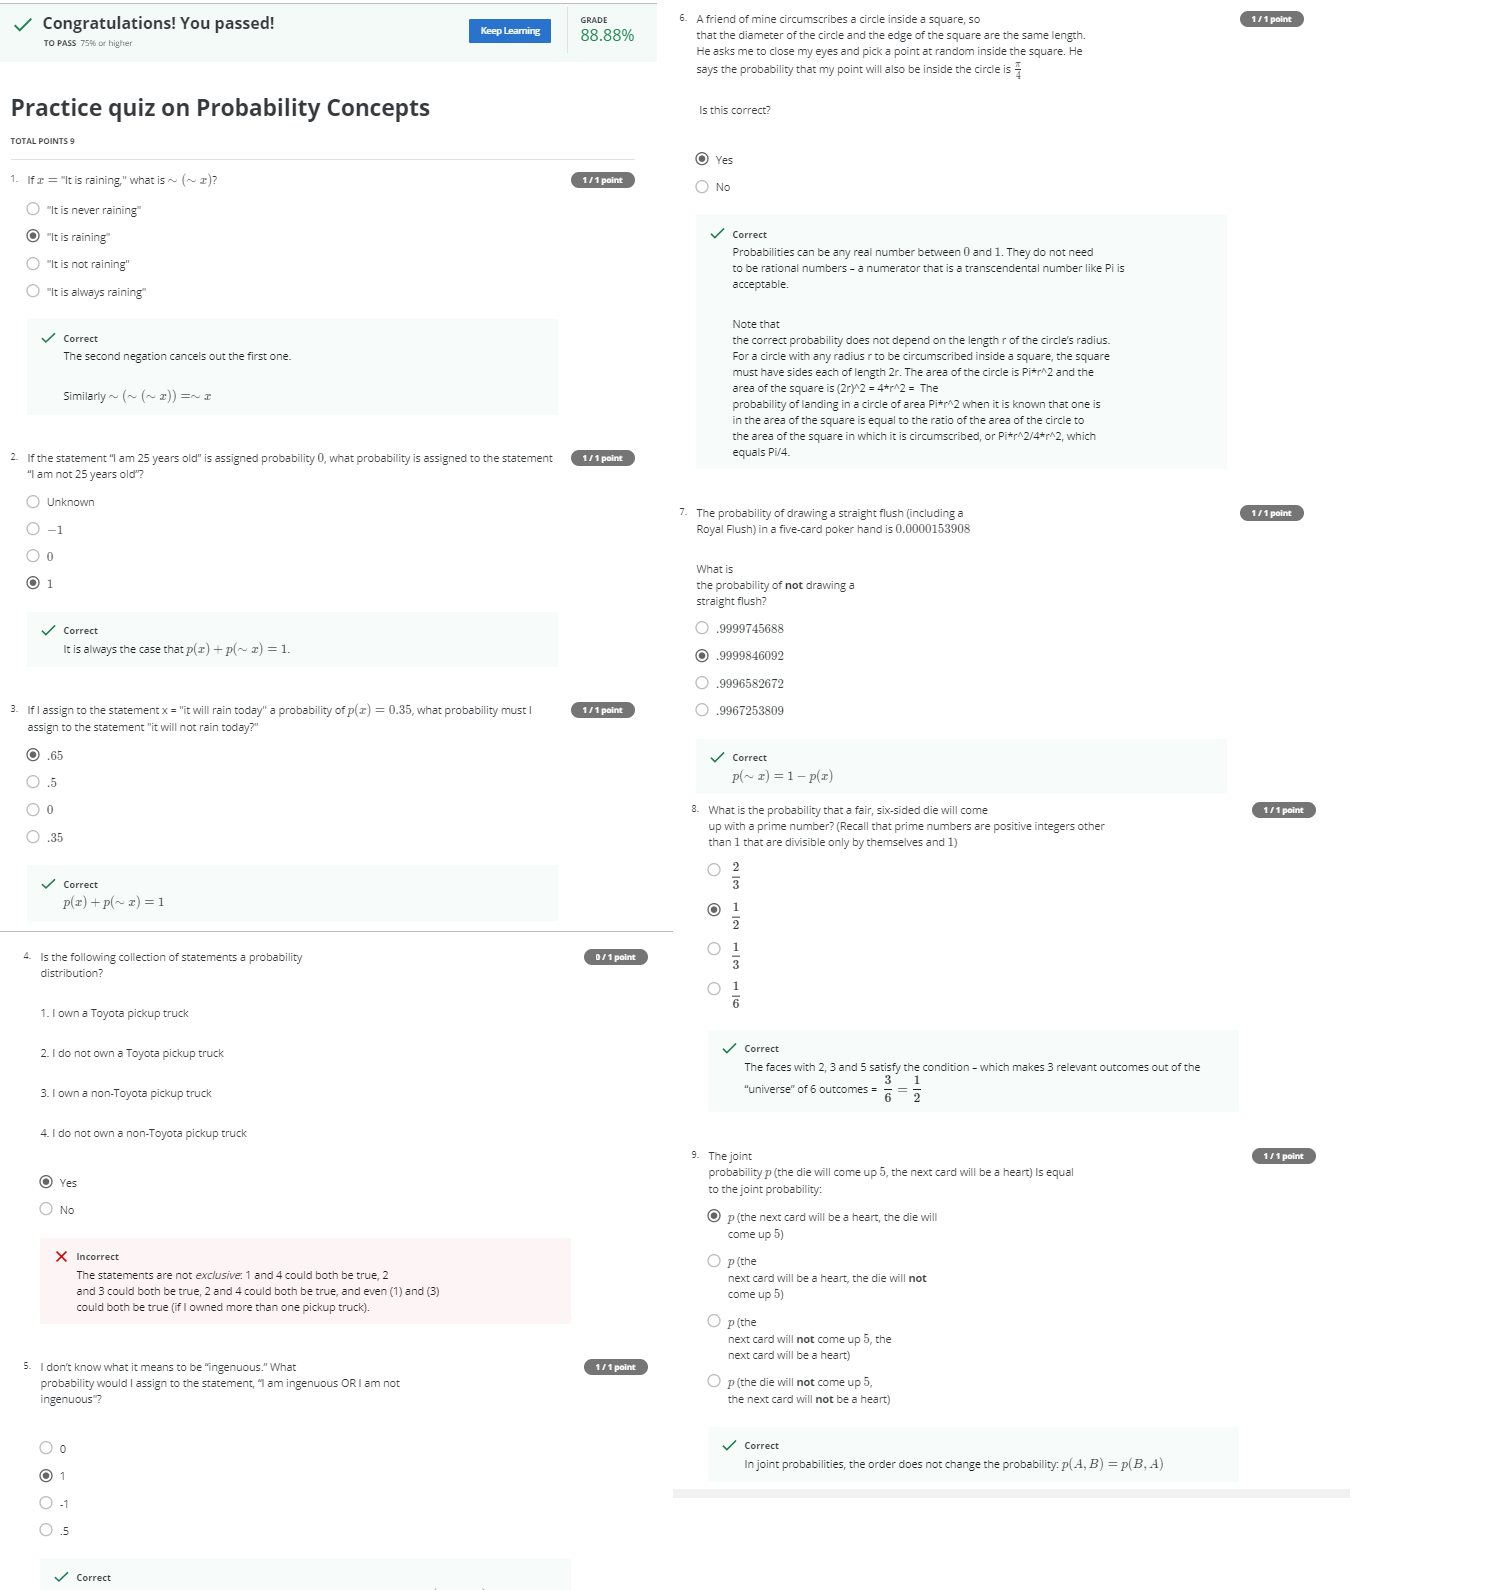 Congratulations! You passed!
TO PASS 75% or higher
Keep Learning
GRADE
88.88%
Practice quiz on Probability Concepts
TOTAL POINTS 9
1. If x = "It is raining," what is ∼ (∼ x)?
1 / 1 point
"It is never raining"
"It is raining"
"It is not raining"
"It is always raining"
Correct
The second negation cancels out the first one.
Similarly ∼ (∼ (∼ x)) =∼ x
2. If the statement “I am 25 years old” is assigned probability 0, what probability is assigned to the statement
“I am not 25 years old”?
1 / 1 point
Unknown
−1
0
1
Correct
It is always the case that p(x) + p(∼ x) = 1.
3. If I assign to the statement x = "it will rain today" a probability of p(x) = 0.35, what probability must I
assign to the statement "it will not rain today?"
1 / 1 point
.65
.5
0
.35
Correct
p(x) + p(∼ x) = 1
4. Is the following collection of statements a probability
distribution?
0 / 1 point
1. I own a Toyota pickup truck
2. I do not own a Toyota pickup truck
3. I own a non-Toyota pickup truck
4. I do not own a non-Toyota pickup truck
Yes
No
Incorrect
The statements are not exclusive: 1 and 4 could both be true, 2
and 3 could both be true, 2 and 4 could both be true, and even (1) and (3)
could both be true (if I owned more than one pickup truck).
5. I don’t know what it means to be “ingenuous.” What
probability would I assign to the statement, “I am ingenuous OR I am not
ingenuous”?
1 / 1 point
0
1
-1
.5
Correct
6. A friend of mine circumscribes a circle inside a square, so
that the diameter of the circle and the edge of the square are the same length.
He asks me to close my eyes and pick a point at random inside the square. He
says the probability that my point will also be inside the circle is π/4
1 / 1 point
Is this correct?
Yes
No
Correct
Probabilities can be any real number between 0 and 1. They do not need
to be rational numbers – a numerator that is a transcendental number like Pi is
acceptable.
Note that
the correct probability does not depend on the length r of the circle’s radius.
For a circle with any radius r to be circumscribed inside a square, the square
must have sides each of length 2r. The area of the circle is Pi*r^2 and the
area of the square is (2r)^2 = 4*r^2 = The
probability of landing in a circle of area Pi*r^2 when it is known that one is
in the area of the square is equal to the ratio of the area of the circle to
the area of the square in which it is circumscribed, or Pi*r^2/4*r^2, which
equals Pi/4.
7. The probability of drawing a straight flush (including a
Royal Flush) in a five-card poker hand is 0.0000153908
1 / 1 point
What is
the probability of not drawing a
straight flush?
.9999745688
.9999846092
.9996582672
.9967253809
Correct
p(∼ x) = 1 − p(x)
8. What is the probability that a fair, six-sided die will come
up with a prime number? (Recall that prime numbers are positive integers other
than 1 that are divisible only by themselves and 1)
1 / 1 point
2/3
1/2
1/3
1/6
Correct
The faces with 2, 3 and 5 satisfy the condition – which makes 3 relevant outcomes out of the
“universe” of 6 outcomes = 3/6 = 1/2
9. The joint
probability p (the die will come up 5, the next card will be a heart) Is equal
to the joint probability:
1 / 1 point
p (the next card will be a heart, the die will
come up 5)
p (the
next card will be a heart, the die will not
come up 5)
p (the
next card will not come up 5, the
next card will be a heart)
p (the die will not come up 5,
the next card will not be a heart)
Correct
In joint probabilities, the order does not change the probability: p(A, B) = p(B, A)